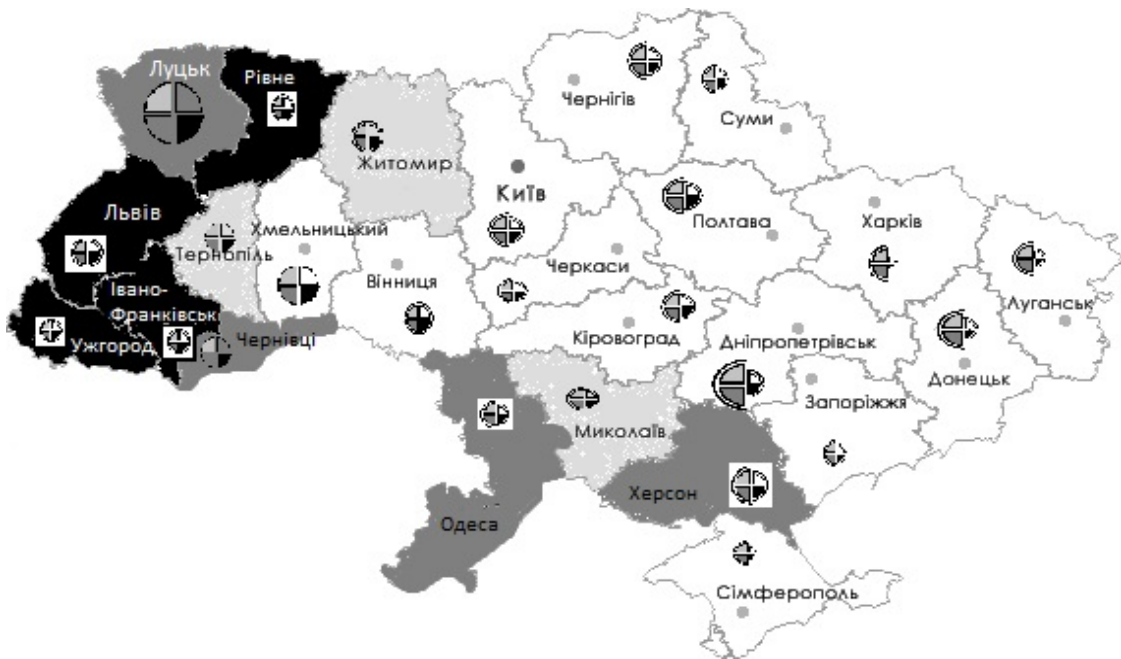 Луцьк
Рівне
Чернігів
Суми
Житомир
Київ
Львів
Полтава
Харків
Хмельницький
Тернопіль
Черкаси
Вінниця
Івано-
Франківськ
Луганськ
Ужгород
Чернівці
Кіровоград
Дніпропетрівськ
Донецьк
Запоріжжя
Миколаїв
Херсон
Одеса
Сімферополь